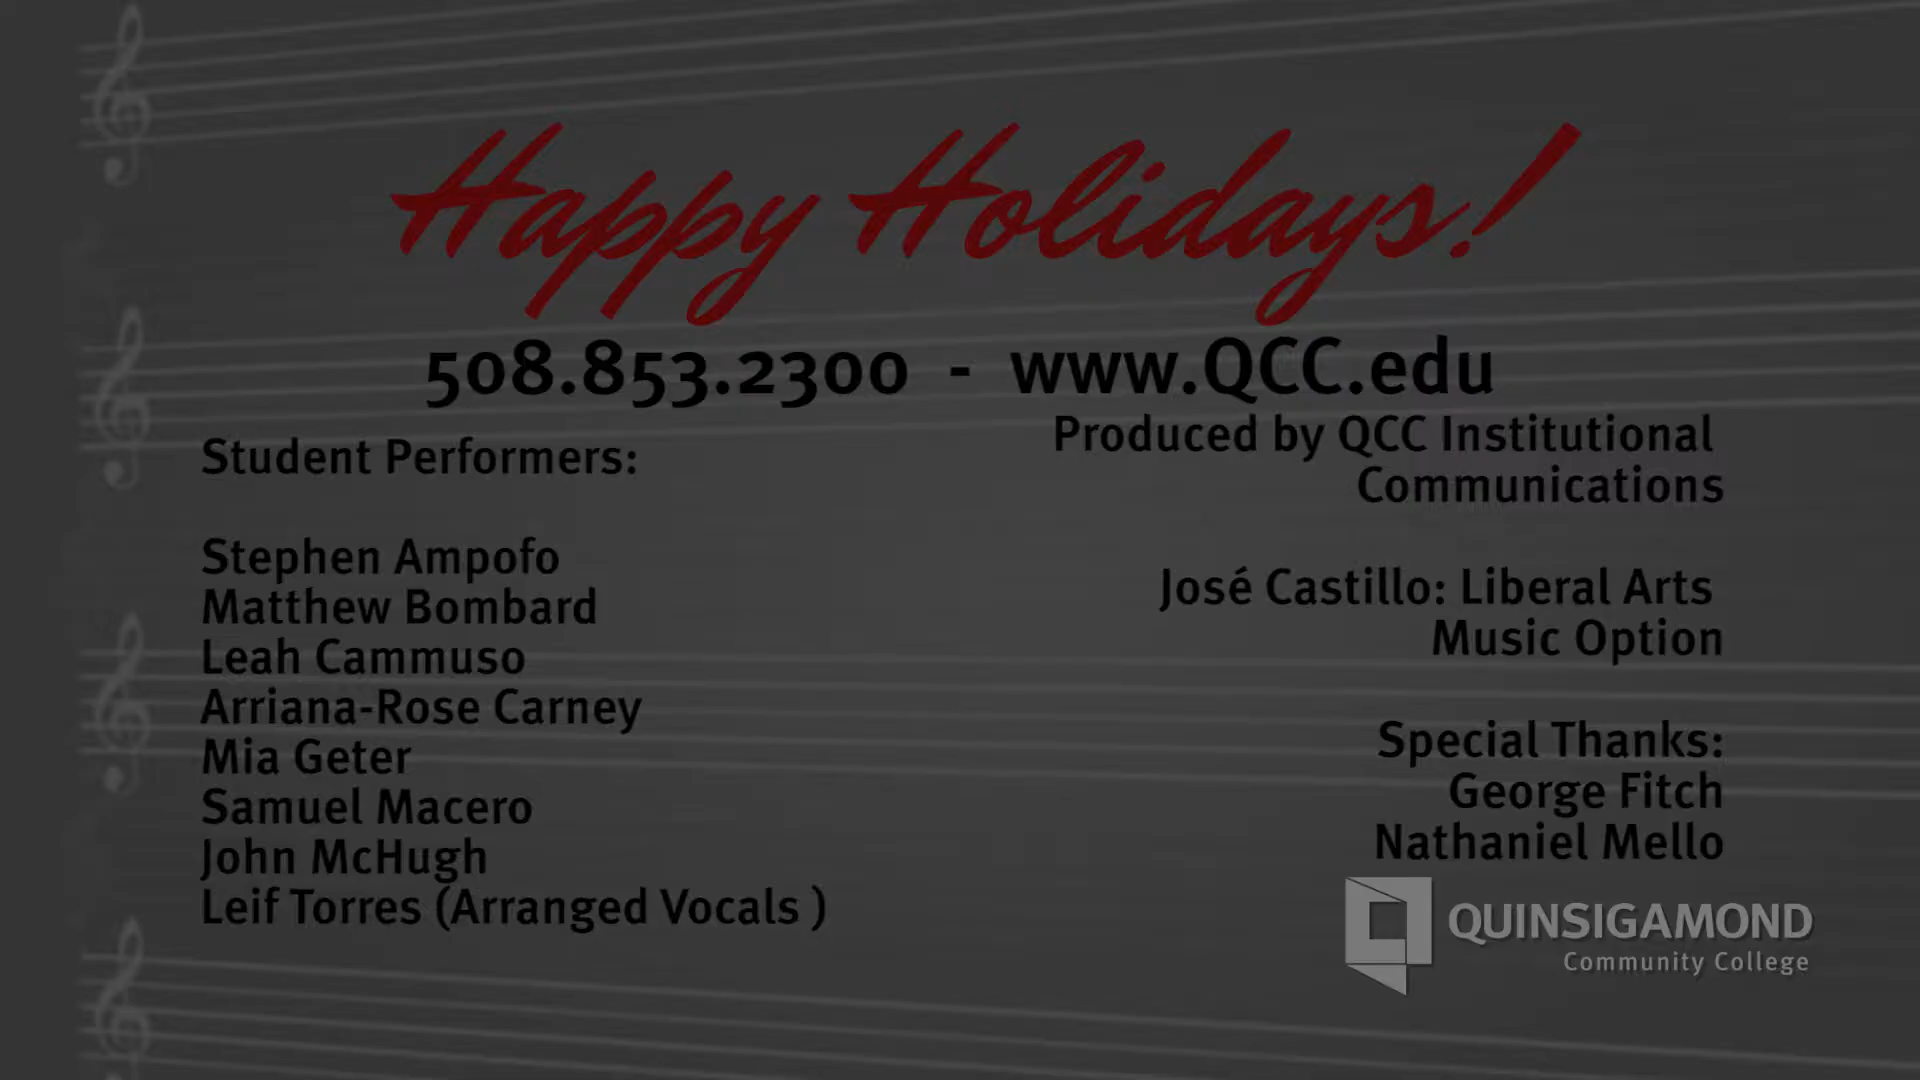 Happy Holidays!
508.853.2300 - www.QCC.edu
Student Performers:
Stephen Ampofo
Matthew Bombard
Leah Cammuso
Arriana-Rose Carney
Mia Geter
Samuel Macero
John McHugh
Leif Torres (Arranged Vocals )
Produced by QCC Institutional
Communications
José Castillo: Liberal Arts
Music Option
Special Thanks:
George Fitch
Nathaniel Mello
QUINSIGAMOND
Community College